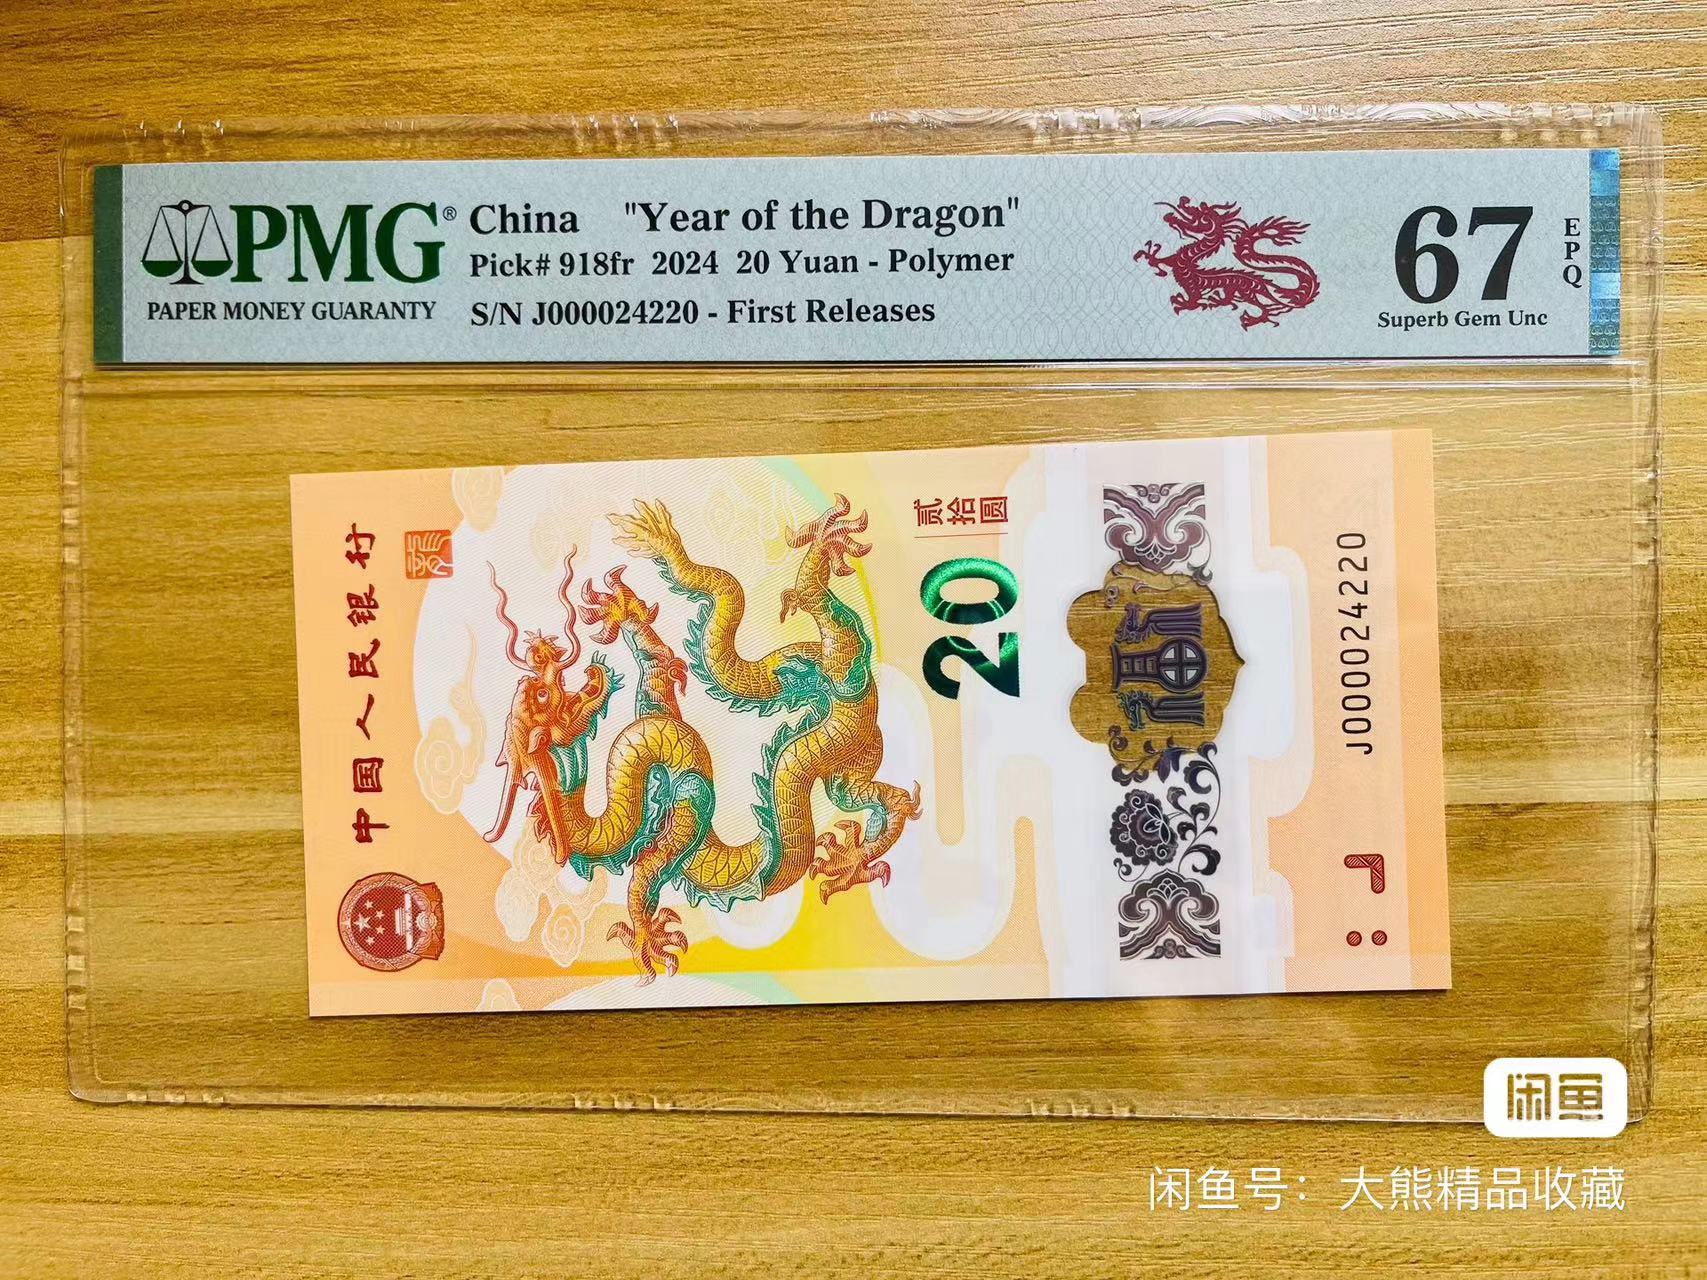 PMG®
PAPER MONEY GUARANTY
China "Year of the Dragon"
Pick# 918fr 2024 20 Yuan - Polymer
S/N J000024220 - First Releases
67
EPQ
Superb Gem Unc
中国人民银行
贰拾圆
20
J000024220
闲鱼
闲鱼号：大熊精品收藏